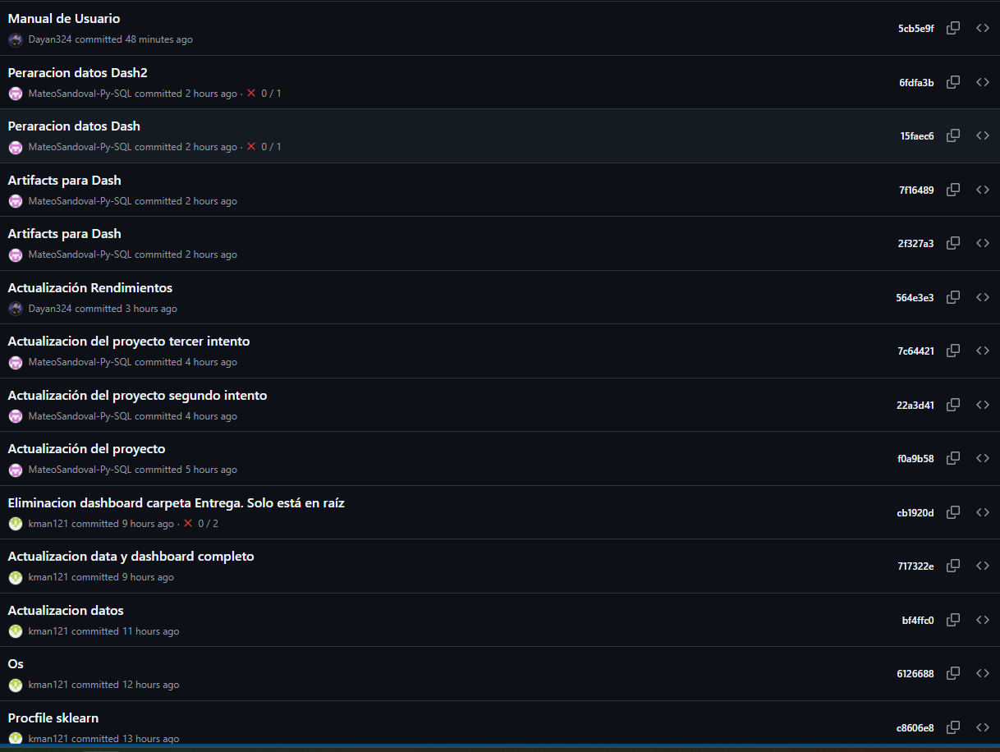 Manual de Usuario
Dayan324 committed 48 minutes ago
5cb5e9f
Peraracion datos Dash2
MateoSandoval-Py-SQL committed 2 hours ago · 0 / 1
6fdfa3b
Peraracion datos Dash
MateoSandoval-Py-SQL committed 2 hours ago · 0 / 1
15faec6
Artifacts para Dash
MateoSandoval-Py-SQL committed 2 hours ago
7f16489
Artifacts para Dash
MateoSandoval-Py-SQL committed 2 hours ago
2f327a3
Actualización Rendimientos
Dayan324 committed 3 hours ago
564e3e3
Actualizacion del proyecto tercer intento
MateoSandoval-Py-SQL committed 4 hours ago
7c64421
Actualización del proyecto segundo intento
MateoSandoval-Py-SQL committed 4 hours ago
22a3d41
Actualización del proyecto
MateoSandoval-Py-SQL committed 5 hours ago
f0a9b58
Eliminacion dashboard carpeta Entrega. Solo está en raíz
kman121 committed 9 hours ago · 0 / 2
cb1920d
Actualizacion data y dashboard completo
kman121 committed 9 hours ago
717322e
Actualizacion datos
kman121 committed 11 hours ago
bf4ffc0
Os
kman121 committed 12 hours ago
6126688
Procfile sklearn
kman121 committed 13 hours ago
c8606e8